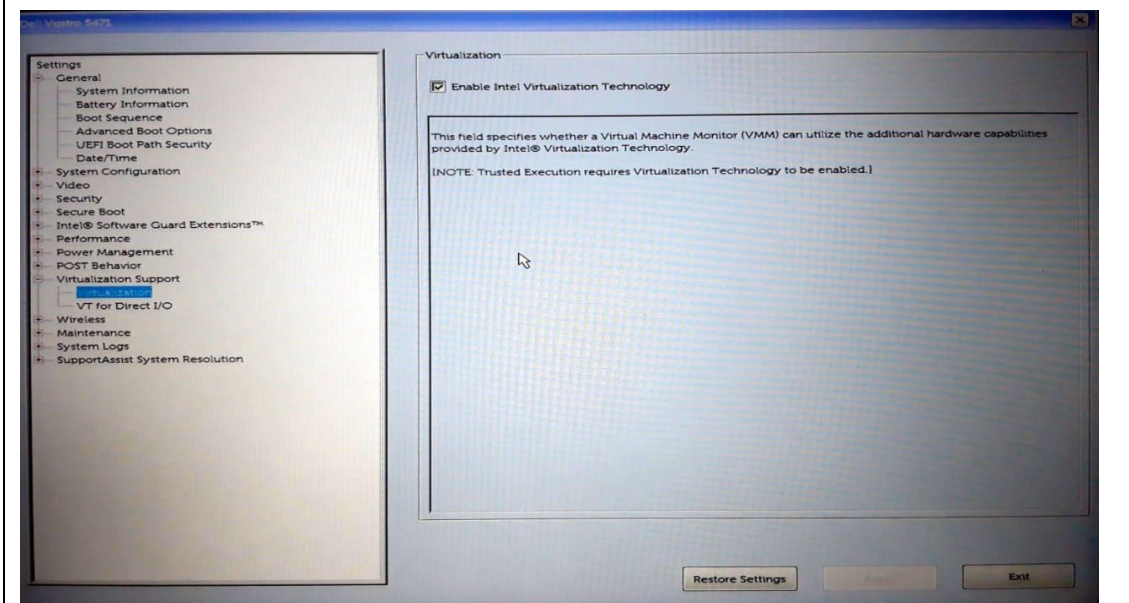 Dell Vostro 5471
Settings
General
System Information
Battery Information
Boot Sequence
Advanced Boot Options
UEFI Boot Path Security
Date/Time
System Configuration
Video
Security
Secure Boot
Intel® Software Guard Extensions™
Performance
Power Management
POST Behavior
Virtualization Support
Virtualization
VT for Direct I/O
Wireless
Maintenance
System Logs
SupportAssist System Resolution
Virtualization
Enable Intel Virtualization Technology
This field specifies whether a Virtual Machine Monitor (VMM) can utilize the additional hardware capabilities
provided by Intel® Virtualization Technology.
[NOTE: Trusted Execution requires Virtualization Technology to be enabled.]
Restore Settings
Exit